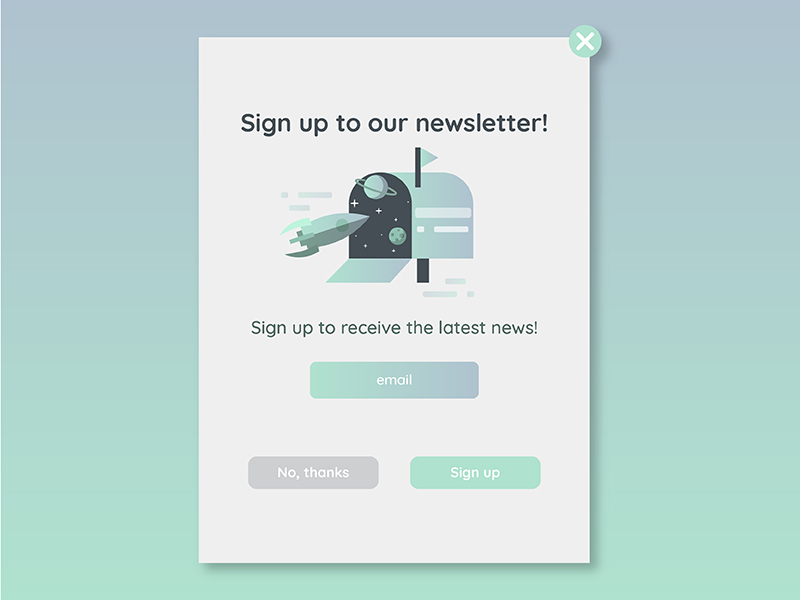 Sign up to our newsletter!
Sign up to receive the latest news!
email
No, thanks
Sign up